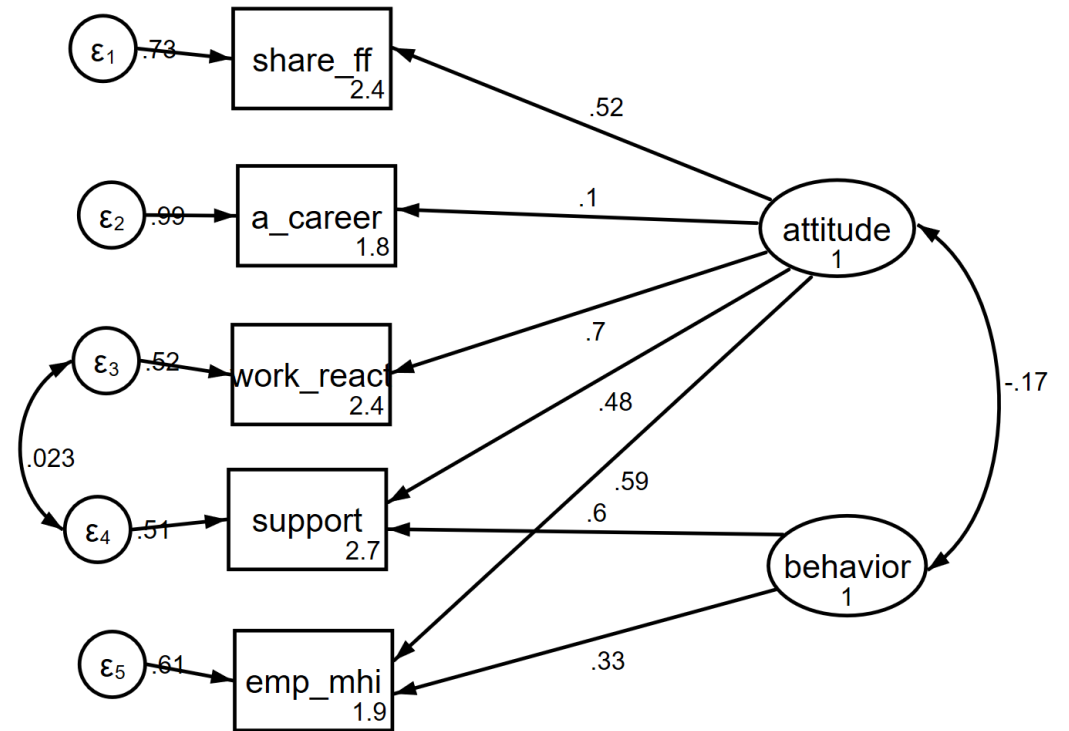 ε1
.73
share_ff
2.4
.52
ε2
.99
a_career
1.8
.1
attitude
1
ε3
.52
work_react
2.4
.7
.48
-.17
.023
ε4
.51
support
2.7
.59
.6
behavior
1
ε5
.61
emp_mhi
1.9
.33